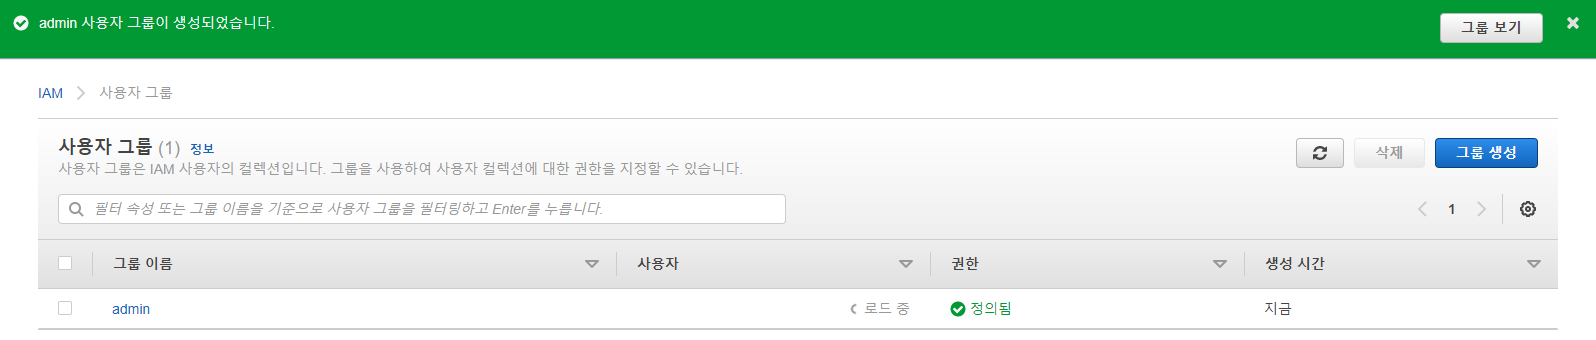 admin 사용자 그룹이 생성되었습니다.
그룹 보기
IAM
사용자 그룹
사용자 그룹 (1) 정보
사용자 그룹은 IAM 사용자의 컬렉션입니다. 그룹을 사용하여 사용자 컬렉션에 대한 권한을 지정할 수 있습니다.
삭제
그룹 생성
필터 속성 또는 그룹 이름을 기준으로 사용자 그룹을 필터링하고 Enter를 누릅니다.
1
그룹 이름 사용자 권한 생성 시간
admin 로드 중 정의됨 지금